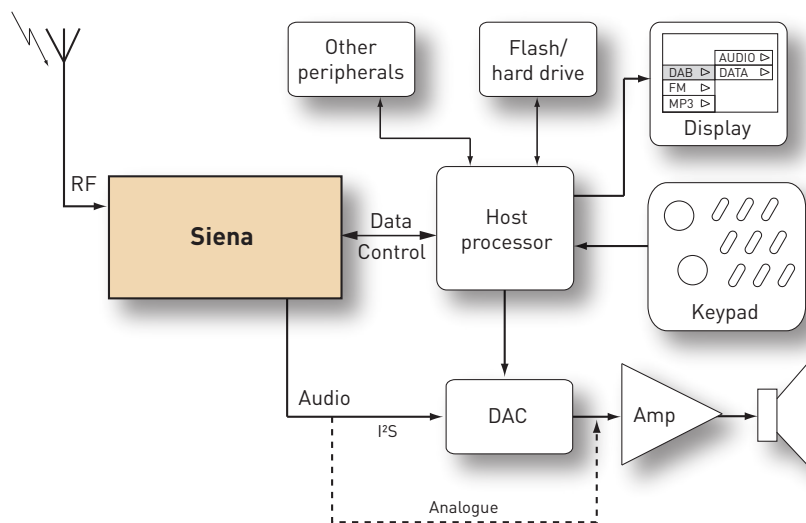 Other
peripherals
Flash/
hard drive
AUDIO
DAB
DATA
FM
MP3
Display
RF
Siena
Data
Control
Host
processor
Keypad
Audio
I²S
DAC
Amp
Analogue